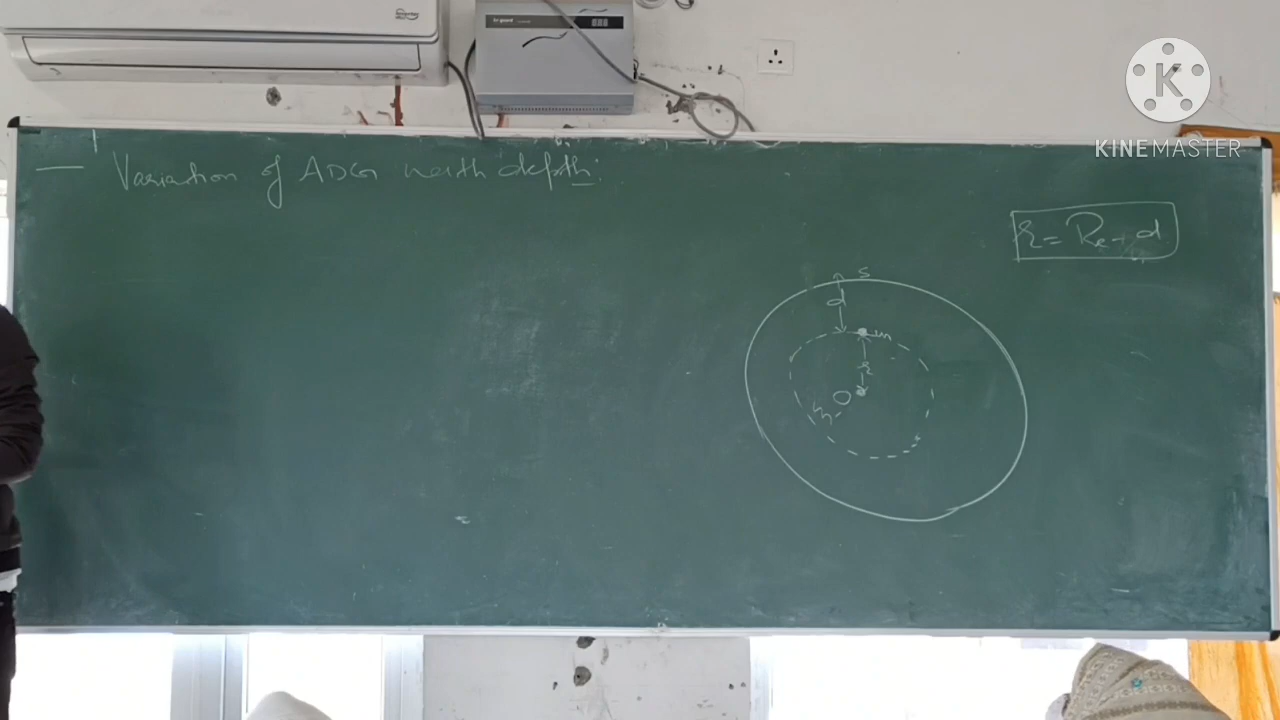 K
KINEMASTER
— Variation of ADG with depth:
r = Re - d
S
d
m
r
O